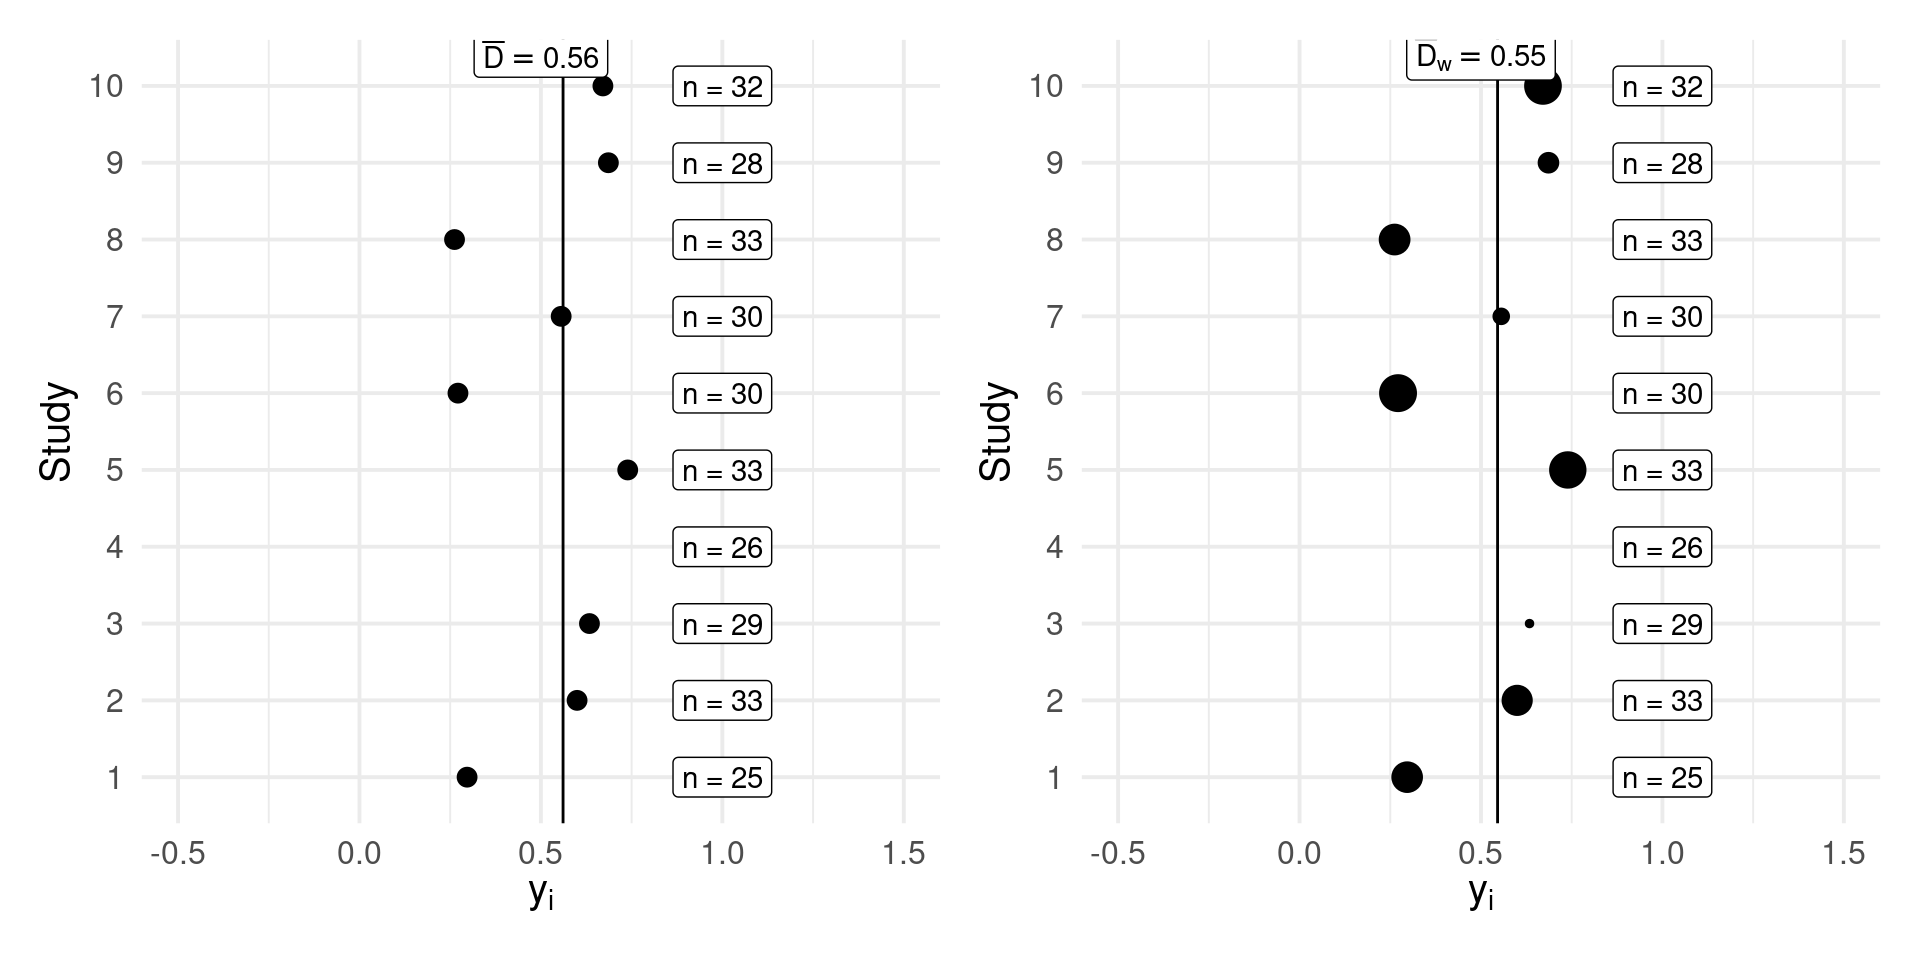 D̅ = 0.56
10 n = 32
9 n = 28
8 n = 33
7 n = 30
6 n = 30
5 n = 33
4 n = 26
3 n = 29
2 n = 33
1 n = 25
Study
-0.5 0.0 0.5 1.0 1.5
yᵢ
D̅w = 0.55
10 n = 32
9 n = 28
8 n = 33
7 n = 30
6 n = 30
5 n = 33
4 n = 26
3 n = 29
2 n = 33
1 n = 25
Study
-0.5 0.0 0.5 1.0 1.5
yᵢ